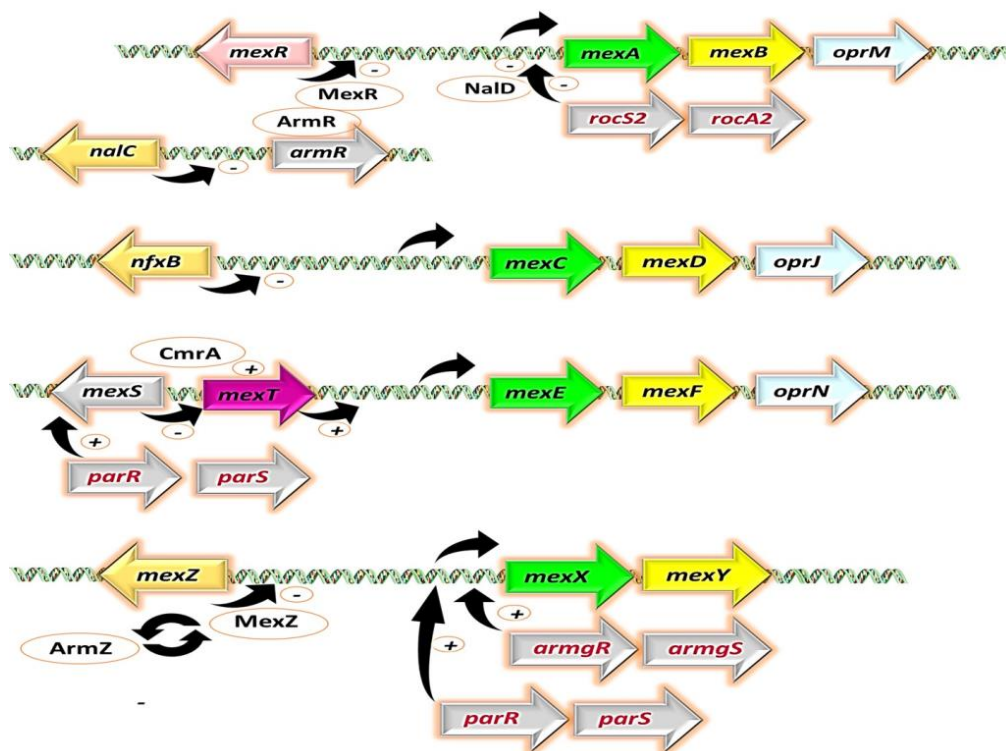 mexR mexA mexB oprM
- - -
MexR NalD
ArmR rocS2 rocA2
nalC armR
-
nfxB mexC mexD oprJ
-
CmrA
+
mexS mexT mexE mexF oprN
+ - +
parR parS
mexZ mexX mexY
-
MexZ +
ArmZ + armgR armgS
-
parR parS